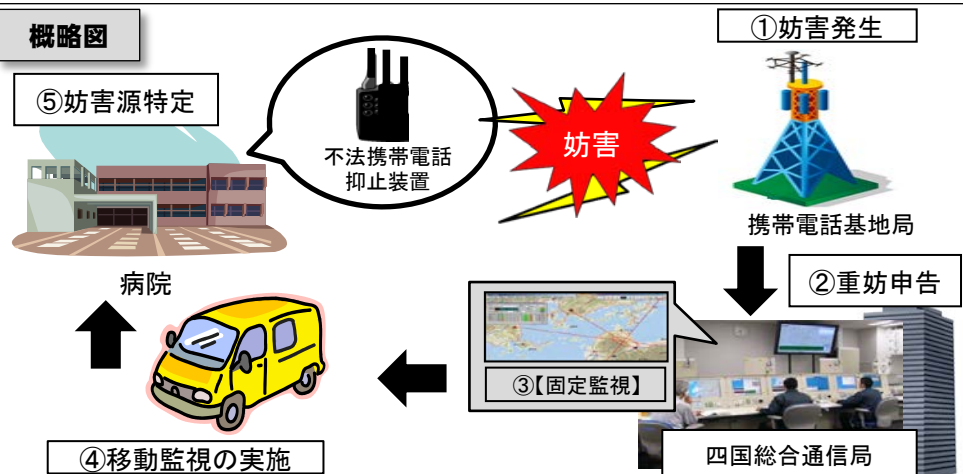 概略図
①妨害発生
⑤妨害源特定
不法携帯電話
抑止装置
妨害
携帯電話基地局
病院
②重妨申告
③【固定監視】
④移動監視の実施
四国総合通信局